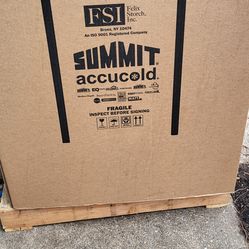 FSI Felix Storch, Inc.
Bronx, NY 10474
An ISO 9001 Registered Company
SUMMIT
accucold
FRAGILE
INSPECT BEFORE SIGNING